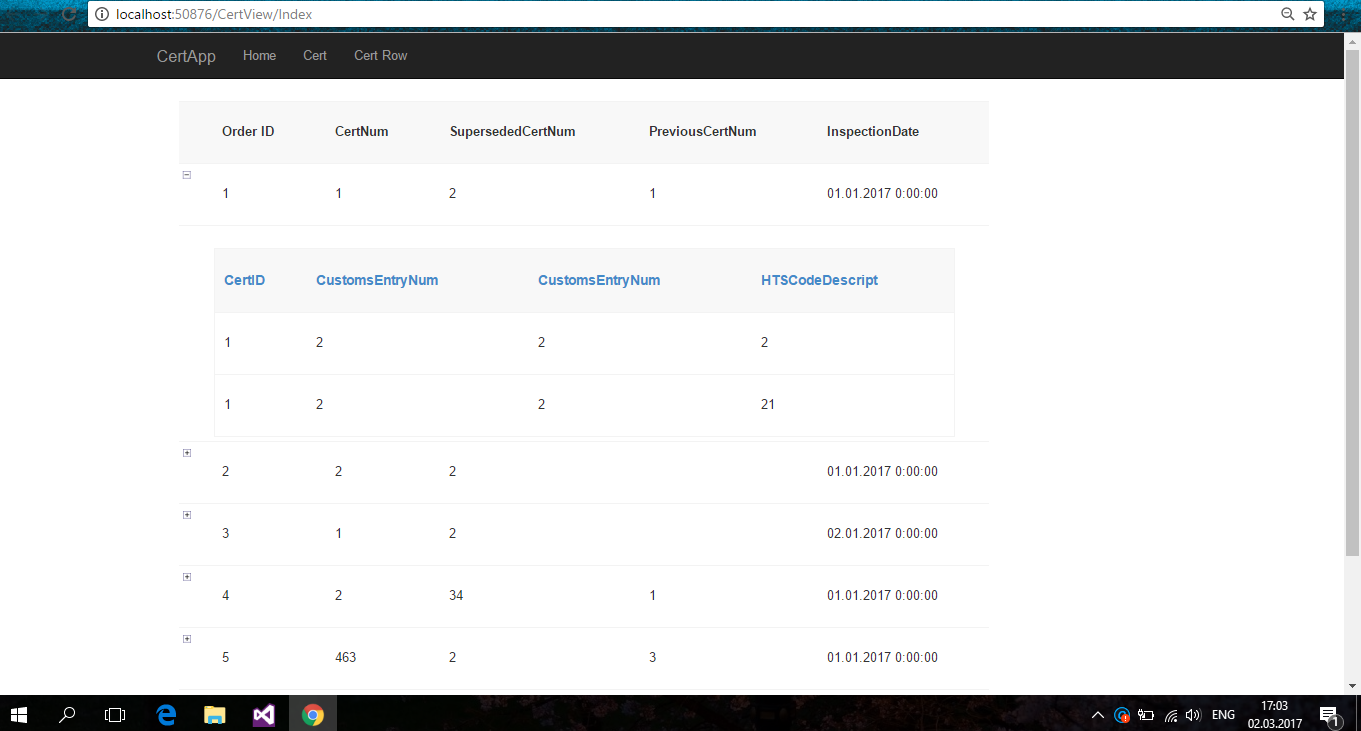 localhost:50876/CertView/Index
CertApp Home Cert Cert Row
Order ID CertNum SupersededCertNum PreviousCertNum InspectionDate
1 1 2 1 01.01.2017 0:00:00
CertID CustomsEntryNum CustomsEntryNum HTSCodeDescript
1 2 2 2
1 2 2 21
2 2 2 01.01.2017 0:00:00
3 1 2 02.01.2017 0:00:00
4 2 34 1 01.01.2017 0:00:00
5 463 2 3 01.01.2017 0:00:00
ENG 17:03
02.03.2017
1